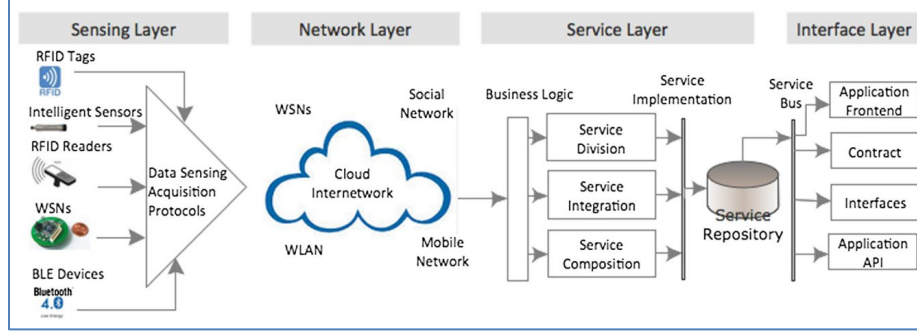 Sensing Layer
Network Layer
Service Layer
Interface Layer
RFID Tags
RFID
Intelligent Sensors
RFID Readers
WSNs
BLE Devices
Bluetooth
4.0
Low Energy
Data Sensing
Acquisition
Protocols
WSNs
Social
Network
Cloud
Internetwork
WLAN
Mobile
Network
Business Logic
Service
Division
Service
Integration
Service
Composition
Service
Implementation
Service
Repository
Service
Bus
Application
Frontend
Contract
Interfaces
Application
API